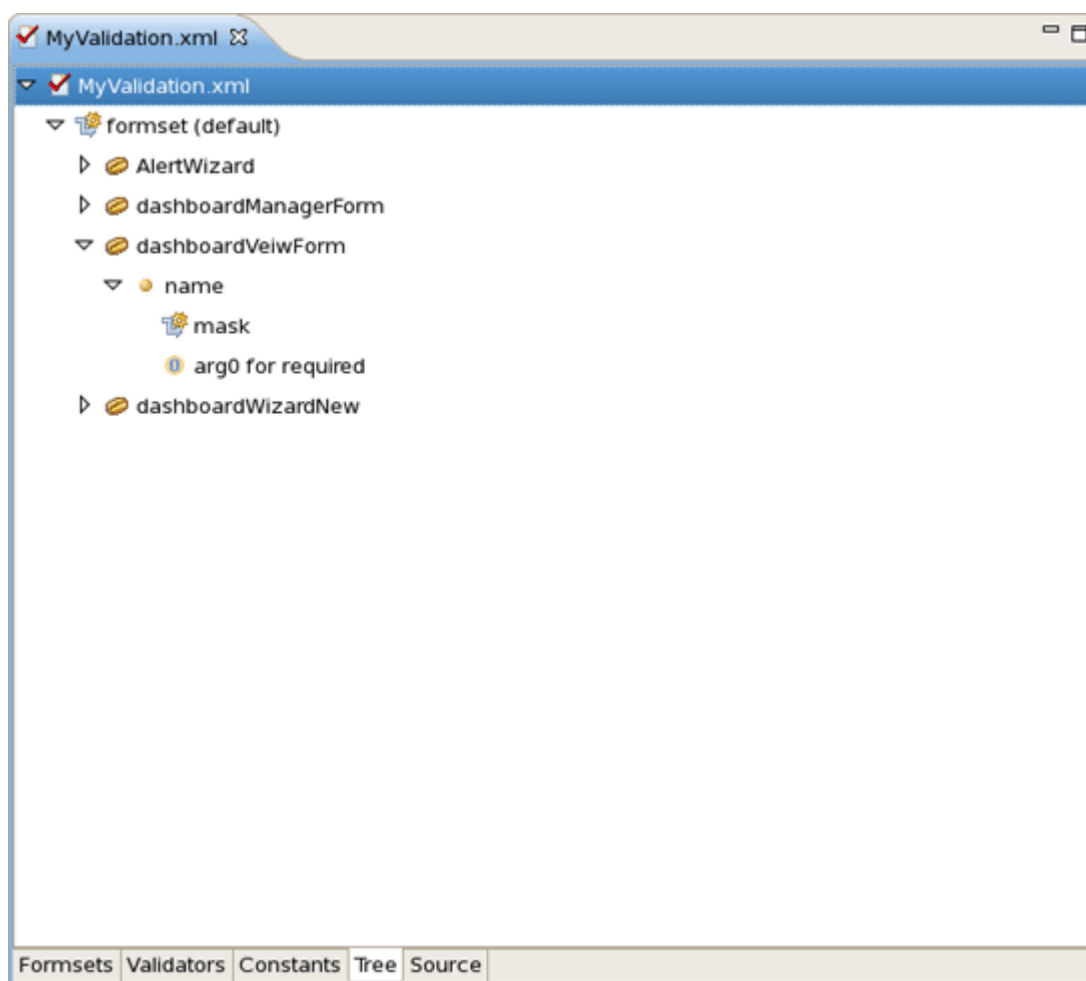 MyValidation.xml
MyValidation.xml
formset (default)
AlertWizard
dashboardManagerForm
dashboardVeiwForm
name
mask
0 arg0 for required
dashboardWizardNew
Formsets Validators Constants Tree Source